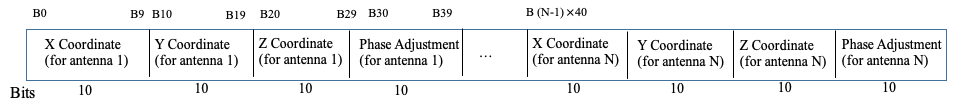 B0 B9 B10 B19 B20 B29 B30 B39 B (N-1) ×40
X Coordinate (for antenna 1)
Y Coordinate (for antenna 1)
Z Coordinate (for antenna 1)
Phase Adjustment (for antenna 1)
...
X Coordinate (for antenna N)
Y Coordinate (for antenna N)
Z Coordinate (for antenna N)
Phase Adjustment (for antenna N)
Bits 10 10 10 10 10 10 10 10